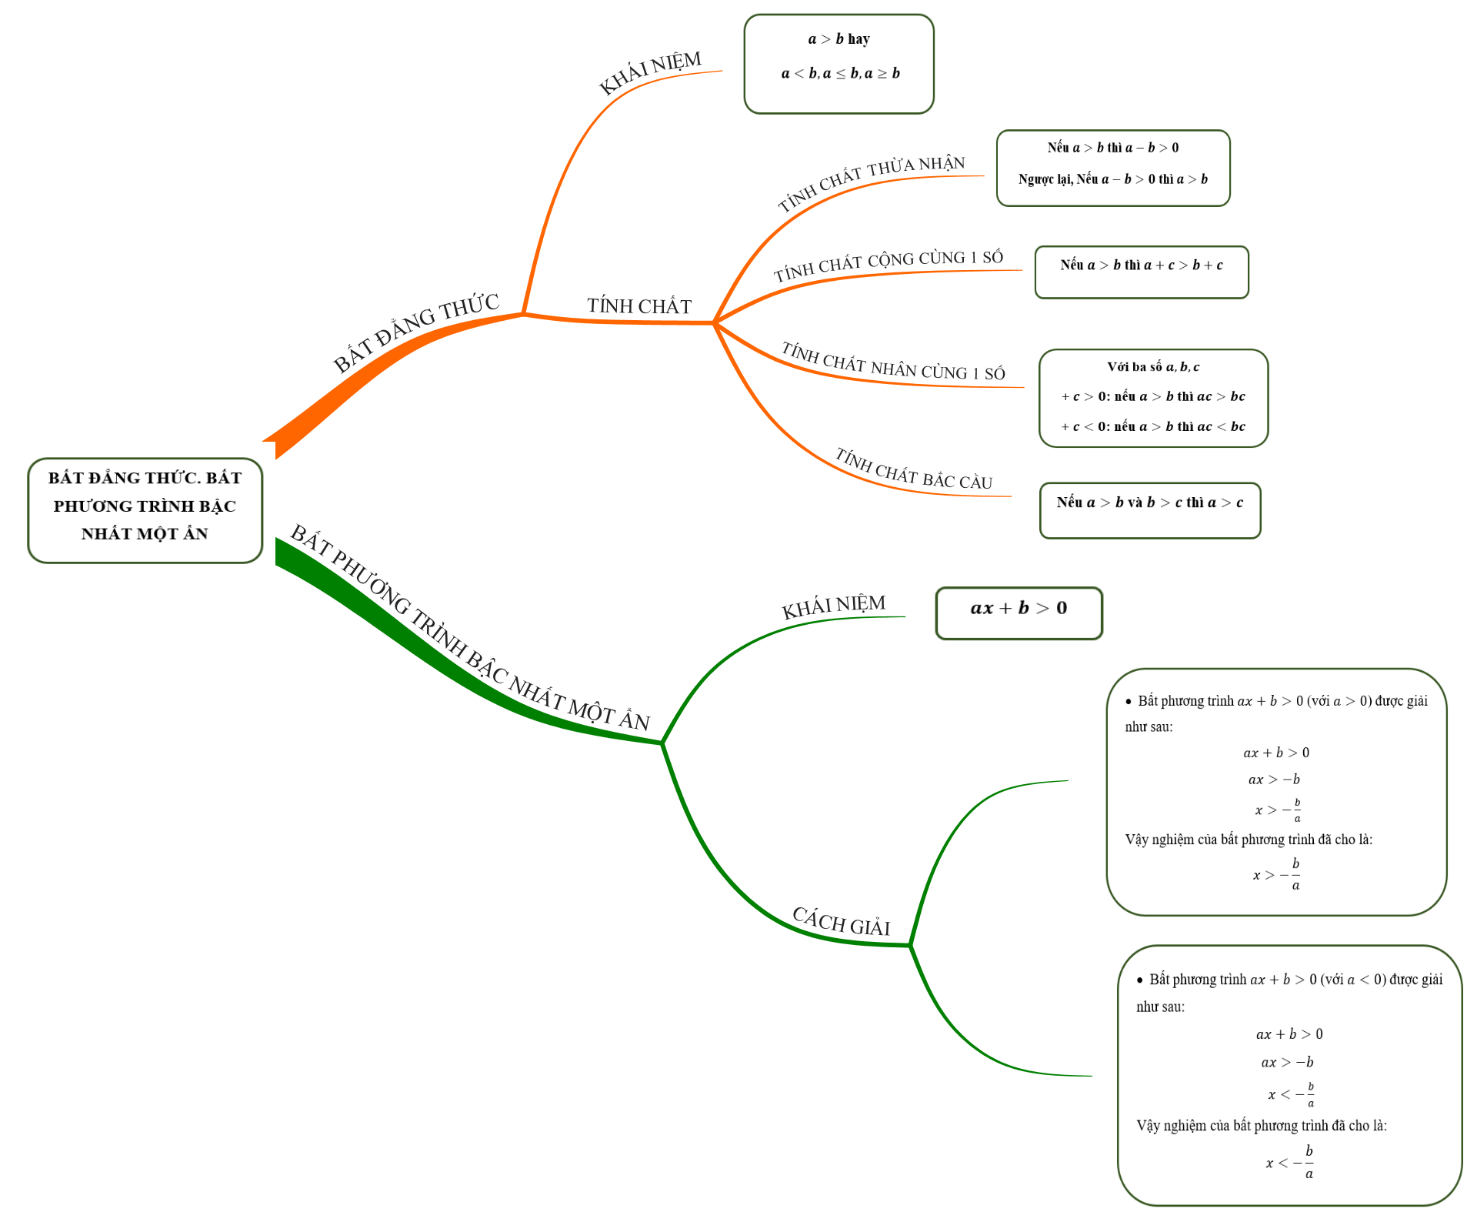 BẤT ĐẲNG THỨC. BẤT
PHƯƠNG TRÌNH BẬC
NHẤT MỘT ẨN
BẤT ĐẲNG THỨC
KHÁI NIỆM
a > b hay
a < b, a ≤ b, a ≥ b
TÍNH CHẤT
TÍNH CHẤT THỪA NHẬN
Nếu a > b thì a − b > 0
Ngược lại, Nếu a − b > 0 thì a > b
TÍNH CHẤT CỘNG CÙNG 1 SỐ
Nếu a > b thì a + c > b + c
TÍNH CHẤT NHÂN CÙNG 1 SỐ
Với ba số a, b, c
+ c > 0: nếu a > b thì ac > bc
+ c < 0: nếu a > b thì ac < bc
TÍNH CHẤT BẮC CẦU
Nếu a > b và b > c thì a > c
BẤT PHƯƠNG TRÌNH BẬC NHẤT MỘT ẨN
KHÁI NIỆM
ax + b > 0
CÁCH GIẢI
• Bất phương trình ax + b > 0 (với a > 0) được giải
như sau:
ax + b > 0
ax > −b
x > −b/a
Vậy nghiệm của bất phương trình đã cho là:
x > −b/a
• Bất phương trình ax + b > 0 (với a < 0) được giải
như sau:
ax + b > 0
ax > −b
x < −b/a
Vậy nghiệm của bất phương trình đã cho là:
x < −b/a